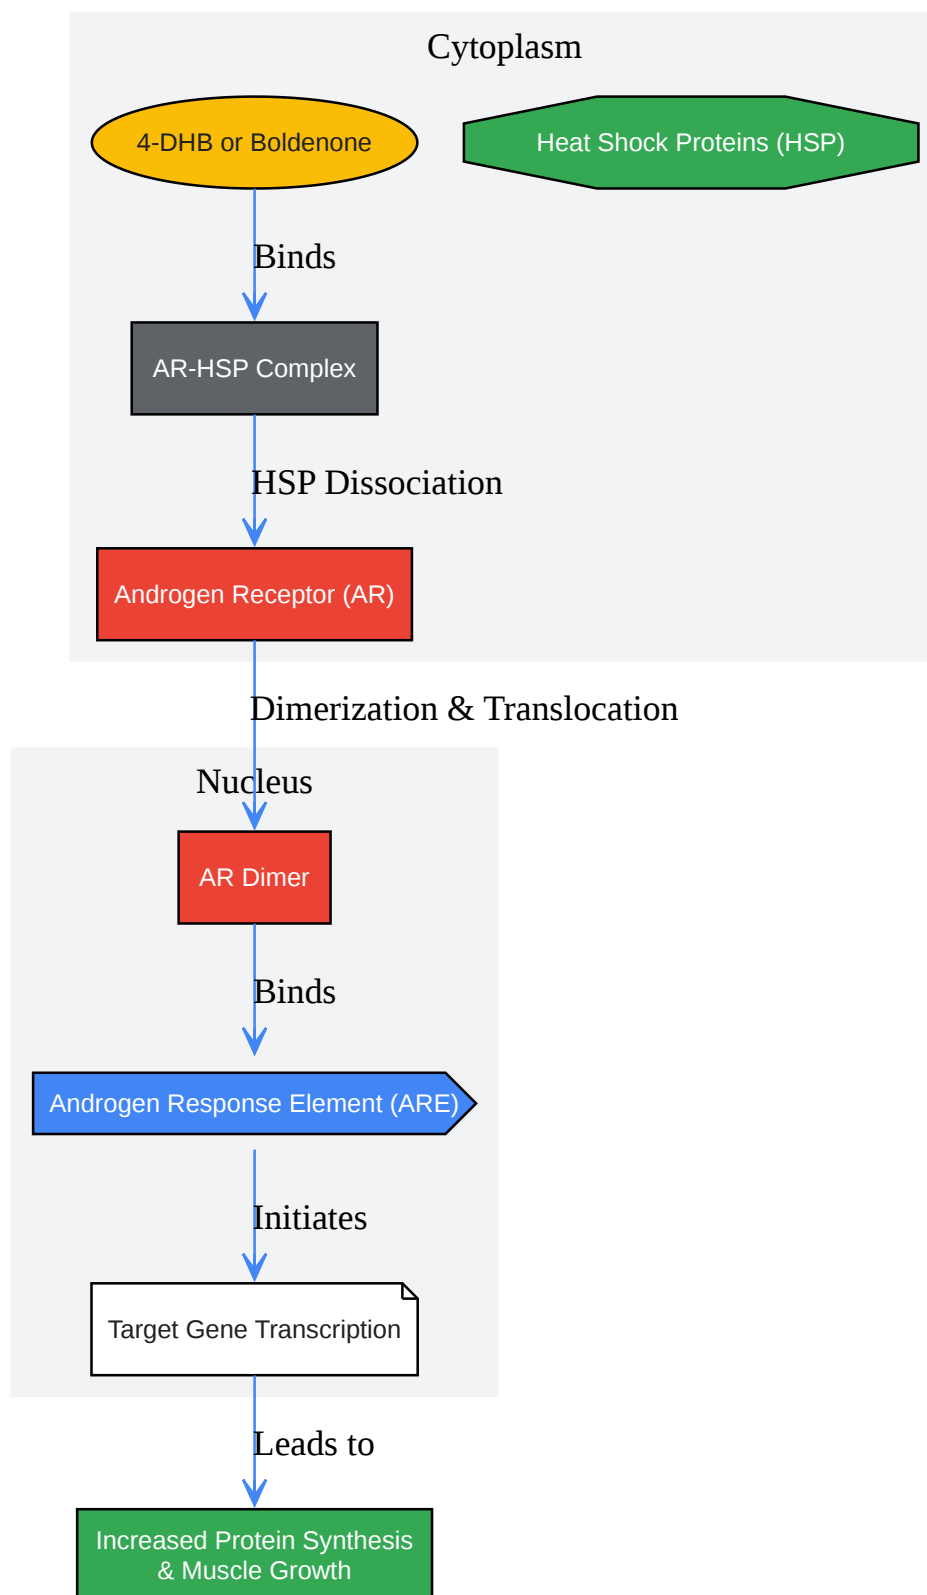 Cytoplasm
4-DHB or Boldenone
Heat Shock Proteins (HSP)
Binds
AR-HSP Complex
HSP Dissociation
Androgen Receptor (AR)
Dimerization & Translocation
Nucleus
AR Dimer
Binds
Androgen Response Element (ARE)
Initiates
Target Gene Transcription
Leads to
Increased Protein Synthesis
& Muscle Growth